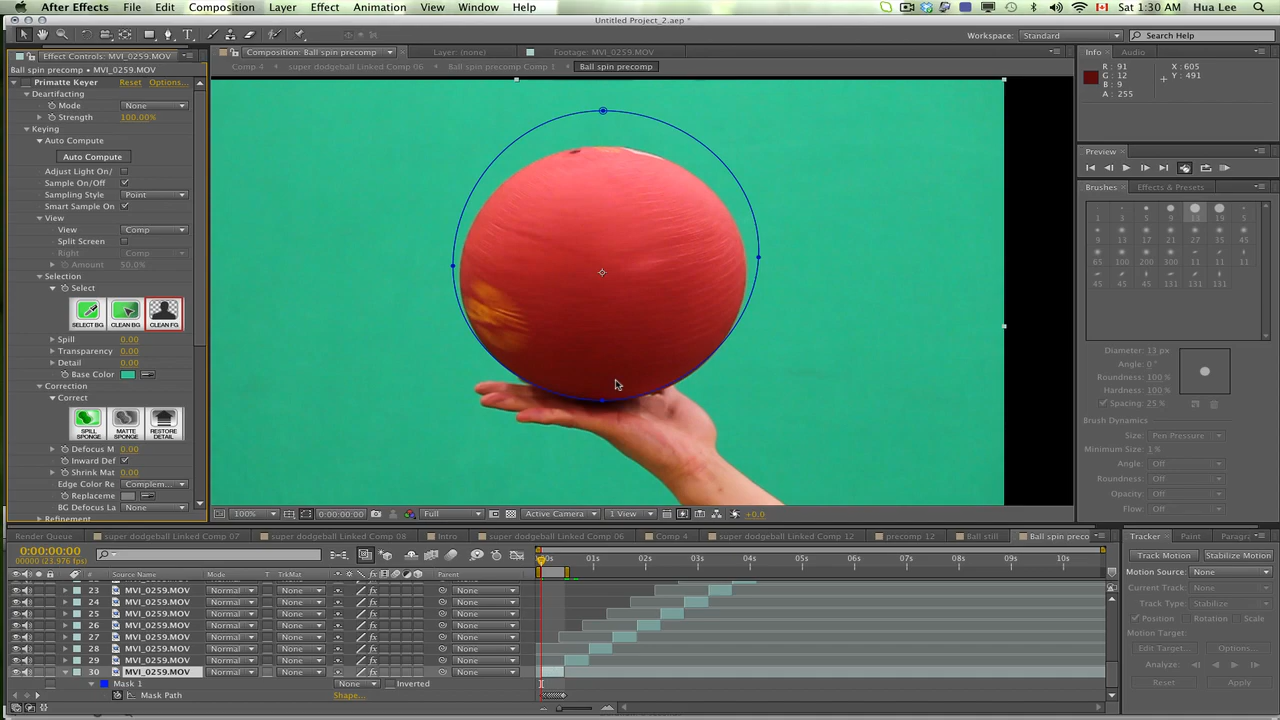 After Effects File Edit Composition Layer Effect Animation View Window Help Sat 1:30 AM Hua Lee
Untitled Project_2.aep *
Workspace: Standard Search Help
Effect Controls: MVI_0259.MOV
Composition: Ball spin precomp Layer: (none) Footage: MVI_0259.MOV
Info Audio
Ball spin precomp • MVI_0259.MOV
Comp 4 super dodgeball Linked Comp 06 Ball spin precomp Comp 1 Ball spin precomp
R: 91 X: 605
G: 12 Y: 491
B: 9
A: 255
Primatte Keyer Reset Options...
Deartifacting
Mode None
Strength 100.00%
Keying
Auto Compute
Auto Compute
Adjust Light On/
Sample On/Off
Sampling Style Point
Smart Sample On
View
View Comp
Split Screen
Right Comp
Amount 50.0%
Selection
Select
SELECT BG CLEAN BG CLEAN FG
Spill 0.00
Transparency 0.00
Detail 0.00
Base Color
Correction
Correct
SPILL SPONGE MATTE SPONGE RESTORE DETAIL
Defocus M 0.00
Inward Def
Shrink Mat 0.00
Edge Color Re Complem...
Replaceme
BG Defocus La None
Refinement
Preview
Brushes Effects & Presets
1 3 5 9 13 19 5
9 13 17 21 27 35 45
65 100 200 300 11 11 11
45 45 131 131 131
Diameter: 13 px
Angle: 0°
Roundness: 100 %
Hardness: 100 %
Spacing: 25 %
Brush Dynamics
Size: Pen Pressure
Minimum Size: 1 %
Angle: Off
Roundness: Off
Opacity: Off
Flow: Off
100% 0:00:00:00 Full Active Camera 1 View +0.0
Render Queue super dodgeball Linked Comp 07 super dodgeball Linked Comp 08 Intro super dodgeball Linked Comp 06 Comp 4 super dodgeball Linked Comp 12 precomp 12 Ball still Ball spin preco
0:00:00:00
00000 (23.976 fps)
01s 02s 03s 04s 05s 06s 07s 08s 09s 10s
# Source Name Mode T TrkMat Parent
23 MVI_0259.MOV Normal None None
24 MVI_0259.MOV Normal None None
25 MVI_0259.MOV Normal None None
26 MVI_0259.MOV Normal None None
27 MVI_0259.MOV Normal None None
28 MVI_0259.MOV Normal None None
29 MVI_0259.MOV Normal None None
30 MVI_0259.MOV Normal None None
Mask 1 None Inverted
Mask Path Shape...
Tracker Paint Paragra
Track Motion Stabilize Motion
Motion Source: None
Current Track: None
Track Type: Stabilize
Position Rotation Scale
Motion Target:
Edit Target... Options...
Analyze:
Reset Apply